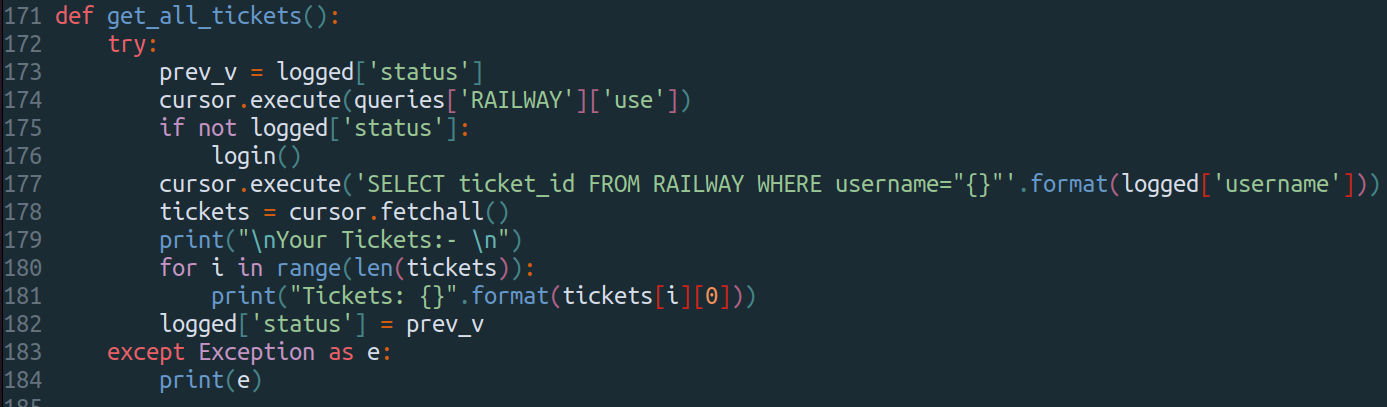 171 def get_all_tickets():
172     try:
173         prev_v = logged['status']
174         cursor.execute(queries['RAILWAY']['use'])
175         if not logged['status']:
176             login()
177         cursor.execute('SELECT ticket_id FROM RAILWAY WHERE username="{}"'.format(logged['username']))
178         tickets = cursor.fetchall()
179         print("\nYour Tickets:- \n")
180         for i in range(len(tickets)):
181             print("Tickets: {}".format(tickets[i][0]))
182         logged['status'] = prev_v
183     except Exception as e:
184         print(e)
185